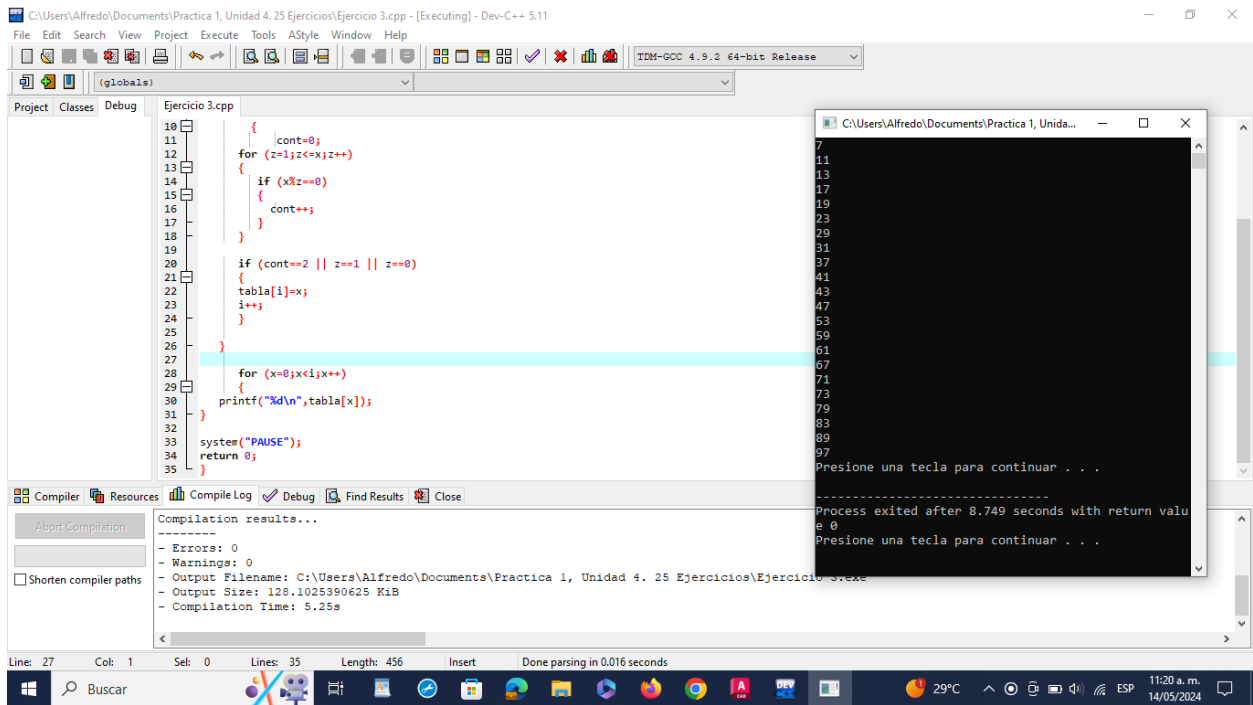 C:\Users\Alfredo\Documents\Practica 1, Unidad 4. 25 Ejercicios\Ejercicio 3.cpp - [Executing] - Dev-C++ 5.11
File Edit Search View Project Execute Tools AStyle Window Help
TDM-GCC 4.9.2 64-bit Release
(globals)
Project Classes Debug Ejercicio 3.cpp
10 {
11 cont=0;
12 for (z=1;z<=x;z++)
13 {
14 if (x%z==0)
15 {
16 cont++;
17 }
18 }
19
20 if (cont==2 || z==1 || z==0)
21 {
22 tabla[i]=x;
23 i++;
24 }
25
26 }
27
28 for (x=0;x<i;x++)
29 {
30 printf("%d\n",tabla[x]);
31 }
32
33 system("PAUSE");
34 return 0;
35 }
C:\Users\Alfredo\Documents\Practica 1, Unida...
7
11
13
17
19
23
29
31
37
41
43
47
53
59
61
67
71
73
79
83
89
97
Presione una tecla para continuar . . .
--------------------------------
Process exited after 8.749 seconds with return valu
e 0
Presione una tecla para continuar . . .
Compiler Resources Compile Log Debug Find Results Close
Abort Compilation
Shorten compiler paths
Compilation results...
--------
- Errors: 0
- Warnings: 0
- Output Filename: C:\Users\Alfredo\Documents\Practica 1, Unidad 4. 25 Ejercicios\Ejercicio 3.exe
- Output Size: 128.1025390625 KiB
- Compilation Time: 5.25s
Line: 27 Col: 1 Sel: 0 Lines: 35 Length: 456 Insert Done parsing in 0.016 seconds
Buscar
DEV
29°C
ESP
11:20 a. m.
14/05/2024